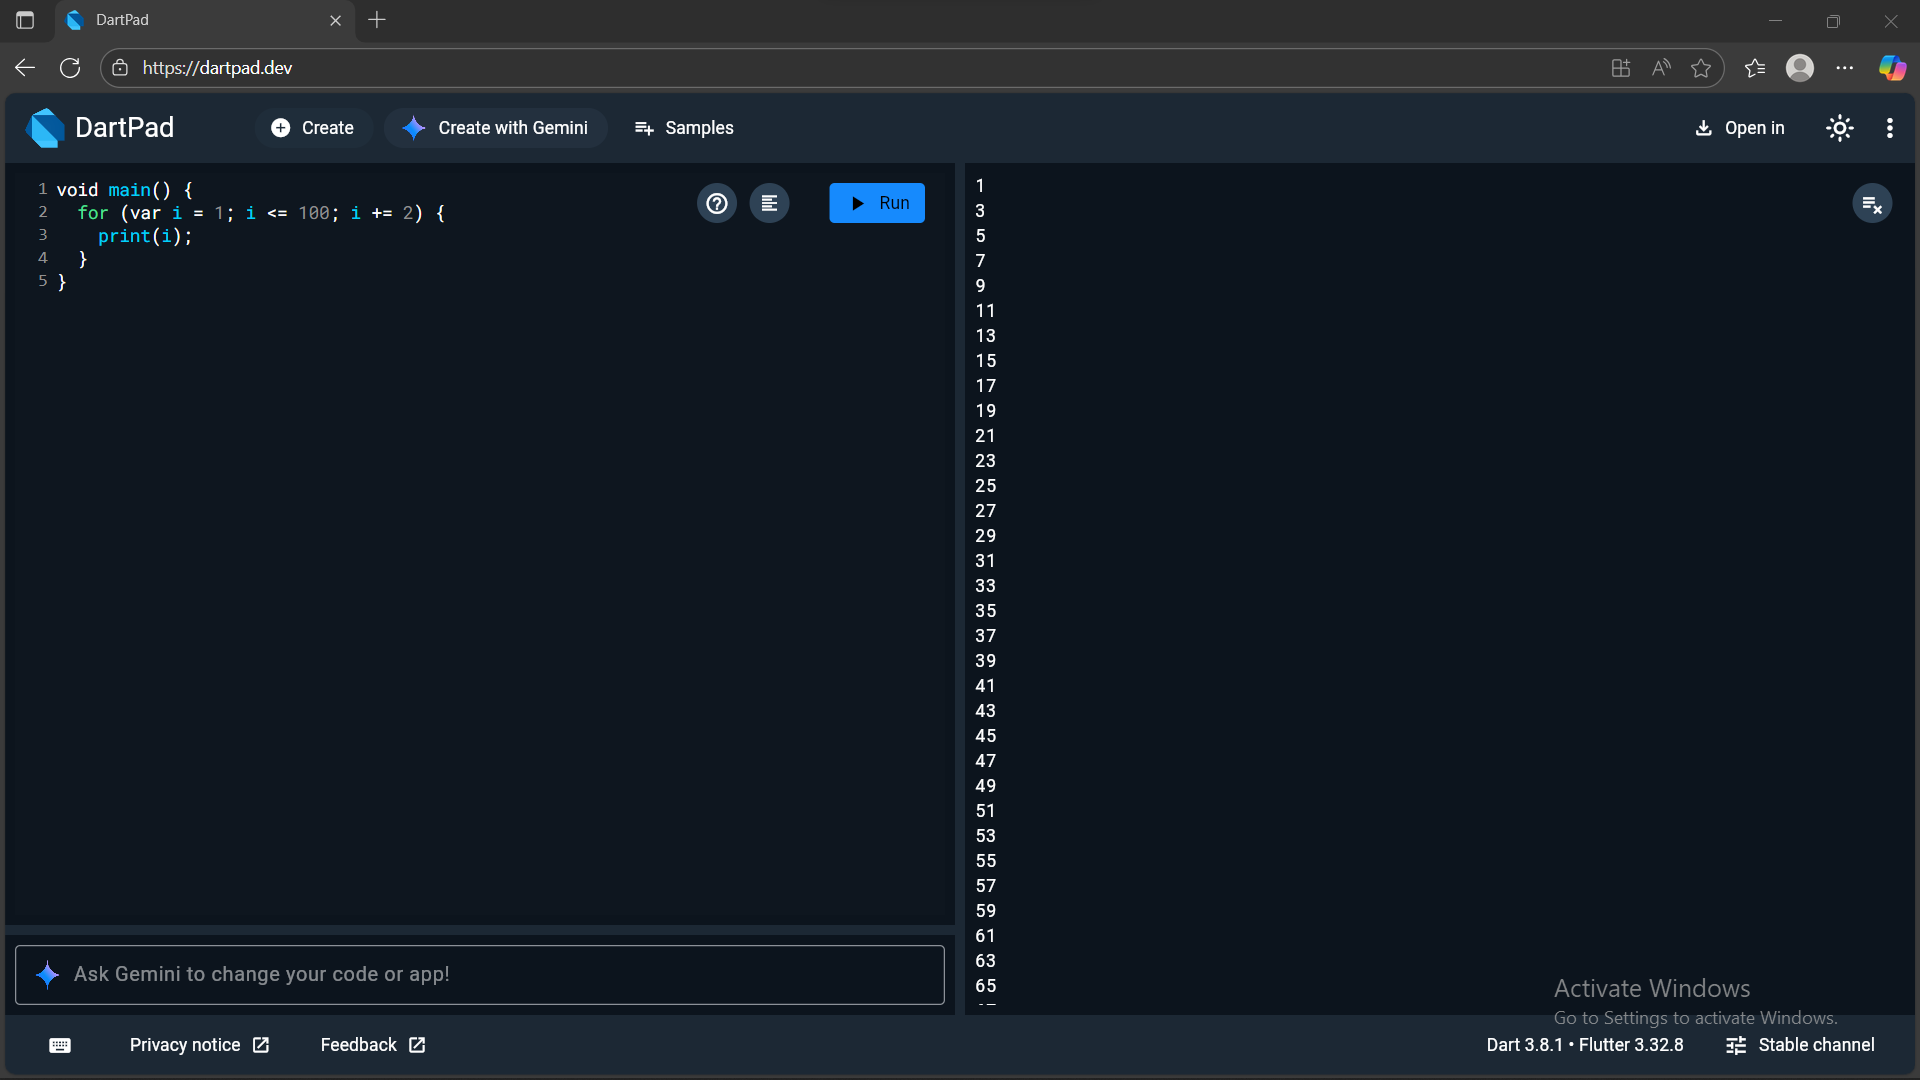 DartPad
https://dartpad.dev
DartPad
Create
Create with Gemini
Samples
Open in
1 void main() {
2   for (var i = 1; i <= 100; i += 2) {
3     print(i);
4   }
5 }
Run
1
3
5
7
9
11
13
15
17
19
21
23
25
27
29
31
33
35
37
39
41
43
45
47
49
51
53
55
57
59
61
63
65
Ask Gemini to change your code or app!
Activate Windows
Go to Settings to activate Windows.
Privacy notice
Feedback
Dart 3.8.1 • Flutter 3.32.8
Stable channel